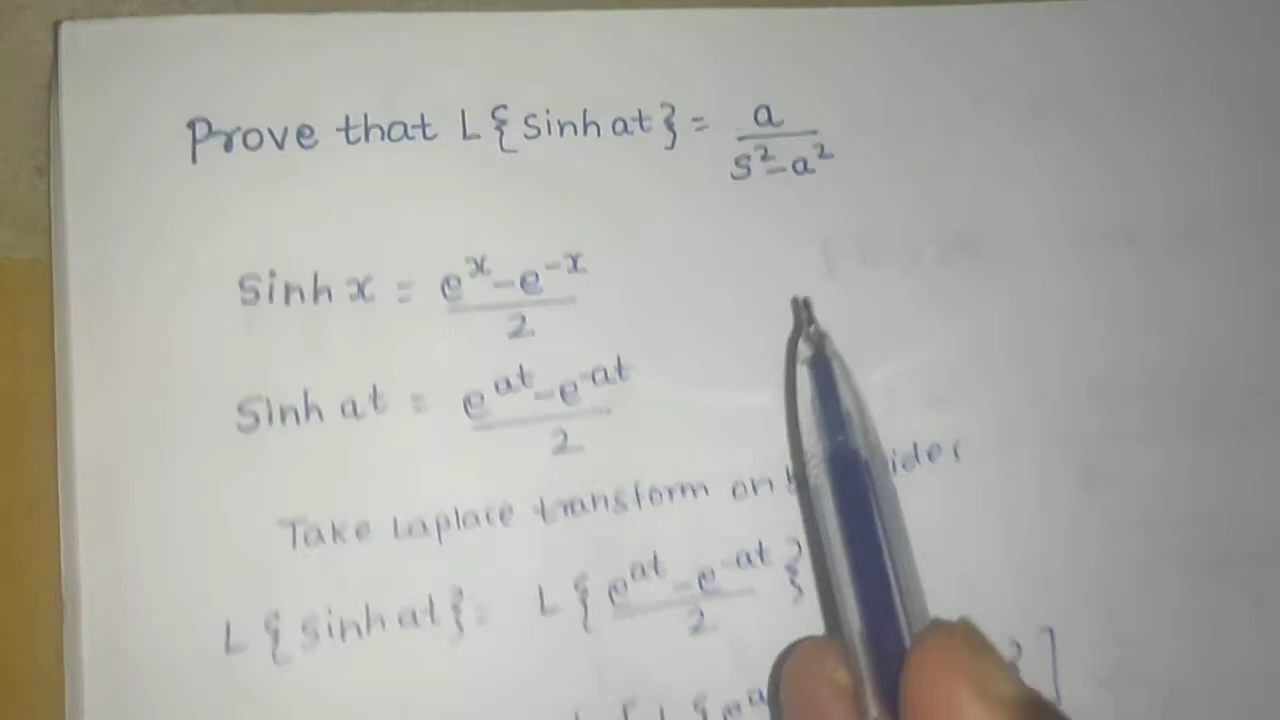 Prove that L{sinh at} = a/(s²-a²)
Sinh x = (e^x - e^-x)/2
Sinh at = (e^at - e^-at)/2
Take Laplace transform on
L{sinh at} = L{(e^at - e^-at)/2}